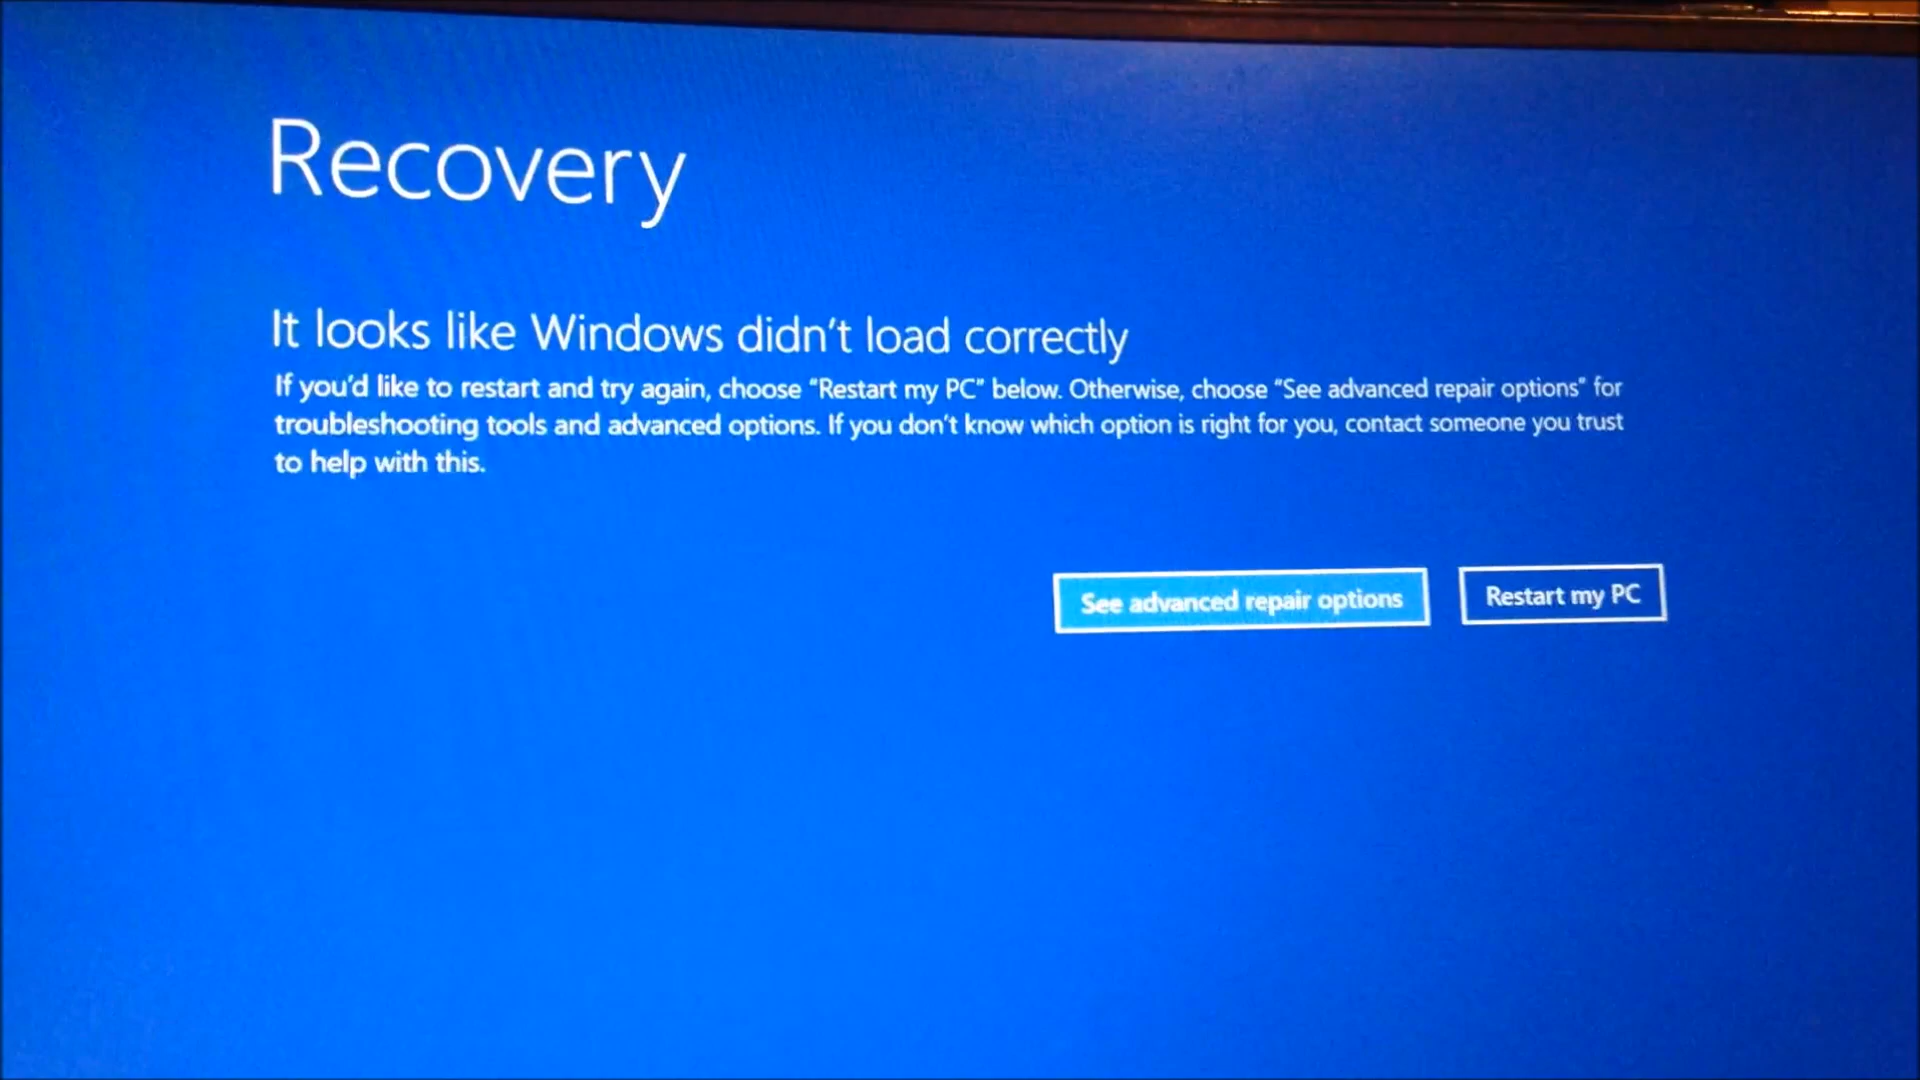 Recovery
It looks like Windows didn't load correctly
If you'd like to restart and try again, choose "Restart my PC" below. Otherwise, choose "See advanced repair options" for
troubleshooting tools and advanced options. If you don't know which option is right for you, contact someone you trust
to help with this.
See advanced repair options
Restart my PC